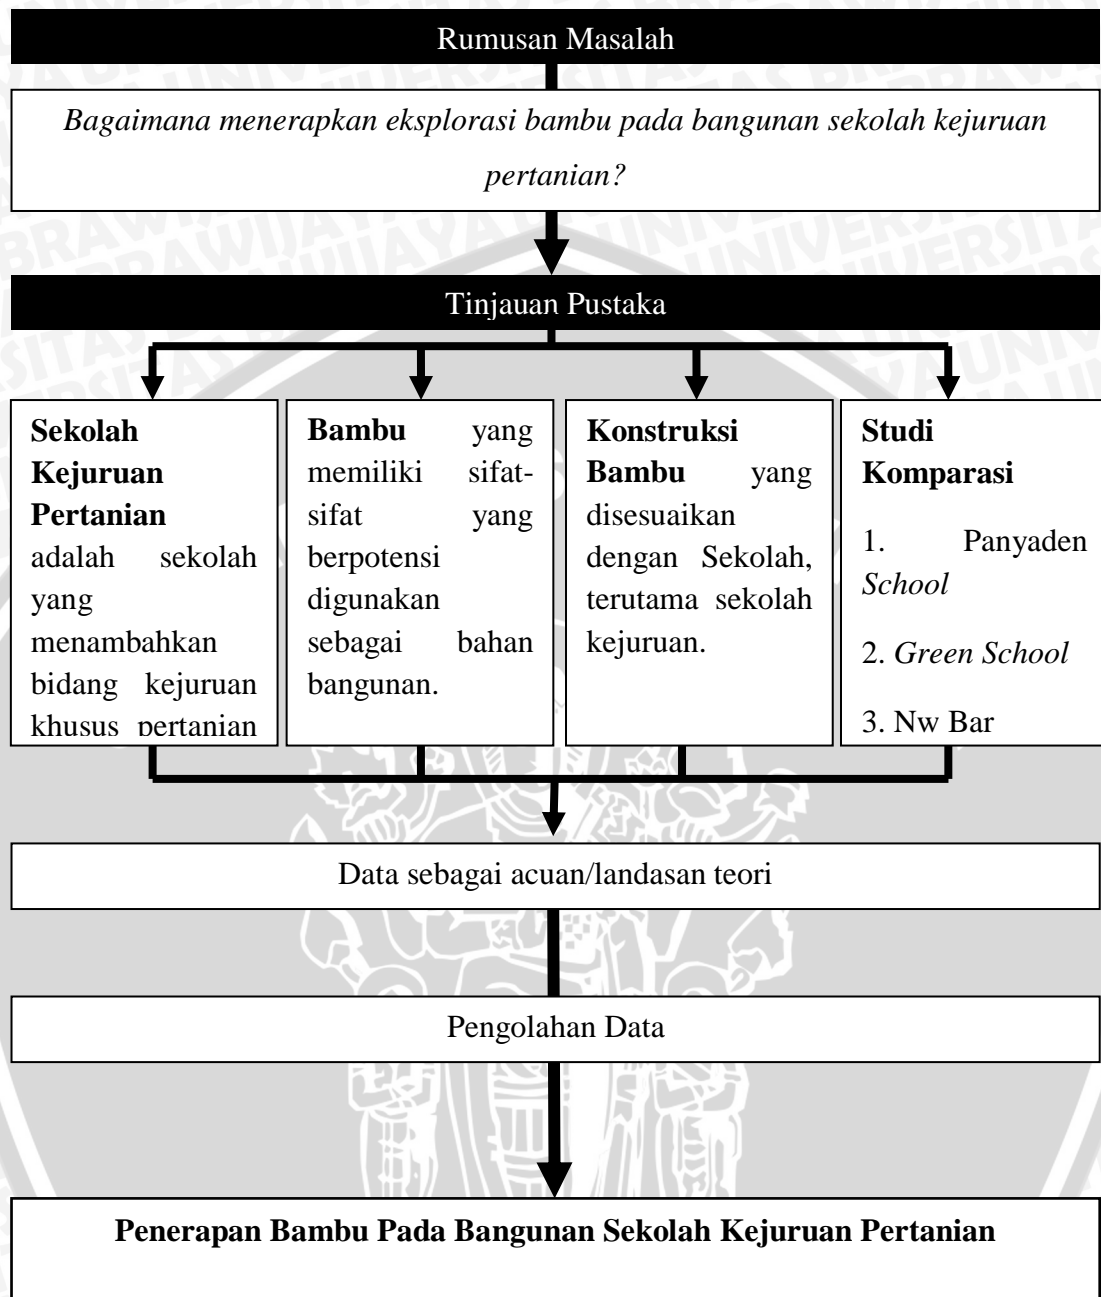 Rumusan Masalah
Bagaimana menerapkan eksplorasi bambu pada bangunan sekolah kejuruan
pertanian?
Tinjauan Pustaka
Sekolah
Kejuruan
Pertanian
adalah sekolah
yang
menambahkan
bidang kejuruan
khusus pertanian
Bambu yang
memiliki sifat-
sifat yang
berpotensi
digunakan
sebagai bahan
bangunan.
Konstruksi
Bambu yang
disesuaikan
dengan Sekolah,
terutama sekolah
kejuruan.
Studi
Komparasi
1. Panyaden
School
2. Green School
3. Nw Bar
Data sebagai acuan/landasan teori
Pengolahan Data
Penerapan Bambu Pada Bangunan Sekolah Kejuruan Pertanian